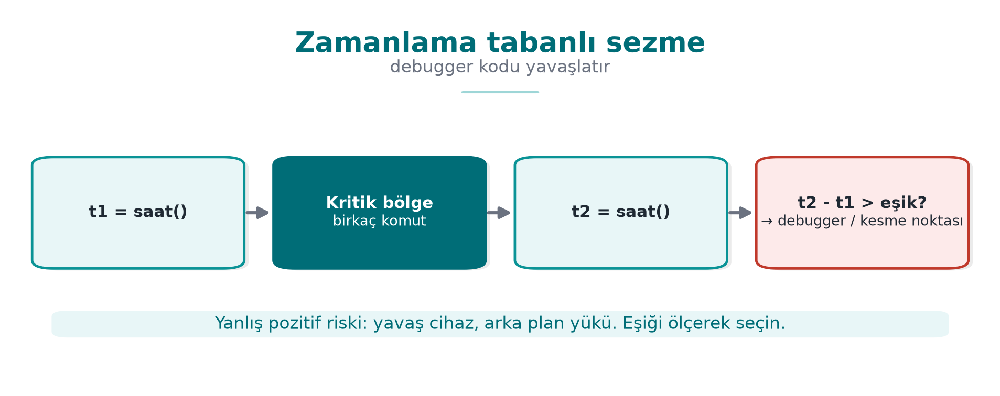 Zamanlama tabanlı sezme
debugger kodu yavaşlatır
t1 = saat()
Kritik bölge
birkaç komut
t2 = saat()
t2 - t1 > eşik?
→ debugger / kesme noktası
Yanlış pozitif riski: yavaş cihaz, arka plan yükü. Eşiği ölçerek seçin.